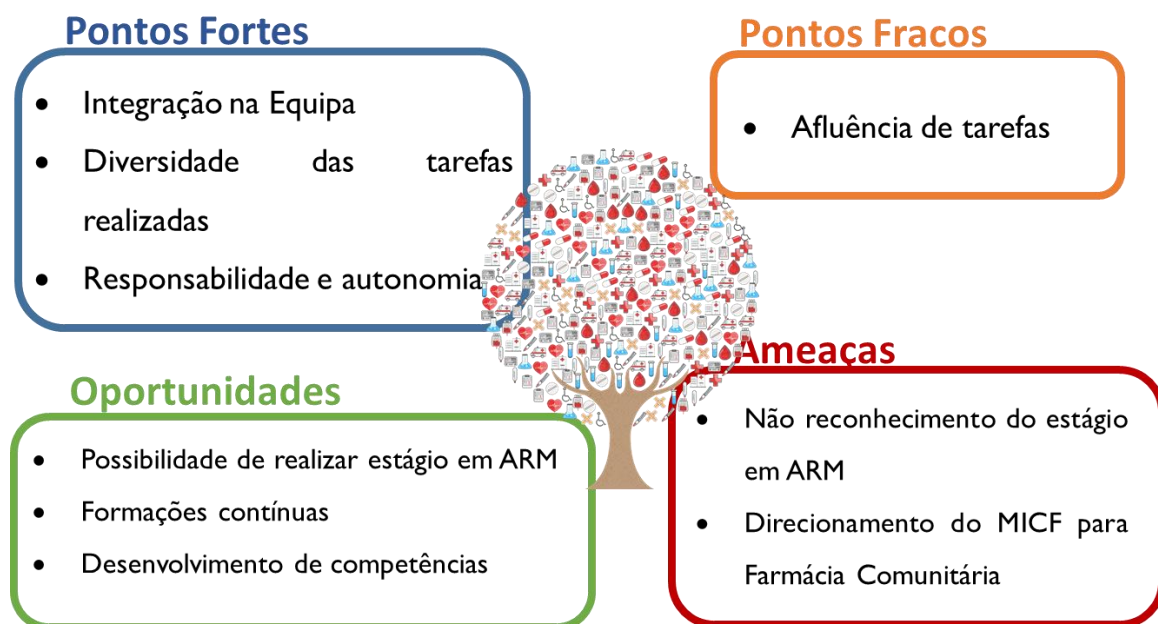 Pontos Fortes
• Integração na Equipa
• Diversidade das tarefas
realizadas
• Responsabilidade e autonomia
Pontos Fracos
• Afluência de tarefas
Oportunidades
• Possibilidade de realizar estágio em ARM
• Formações contínuas
• Desenvolvimento de competências
Ameaças
• Não reconhecimento do estágio
em ARM
• Direcionamento do MICF para
Farmácia Comunitária